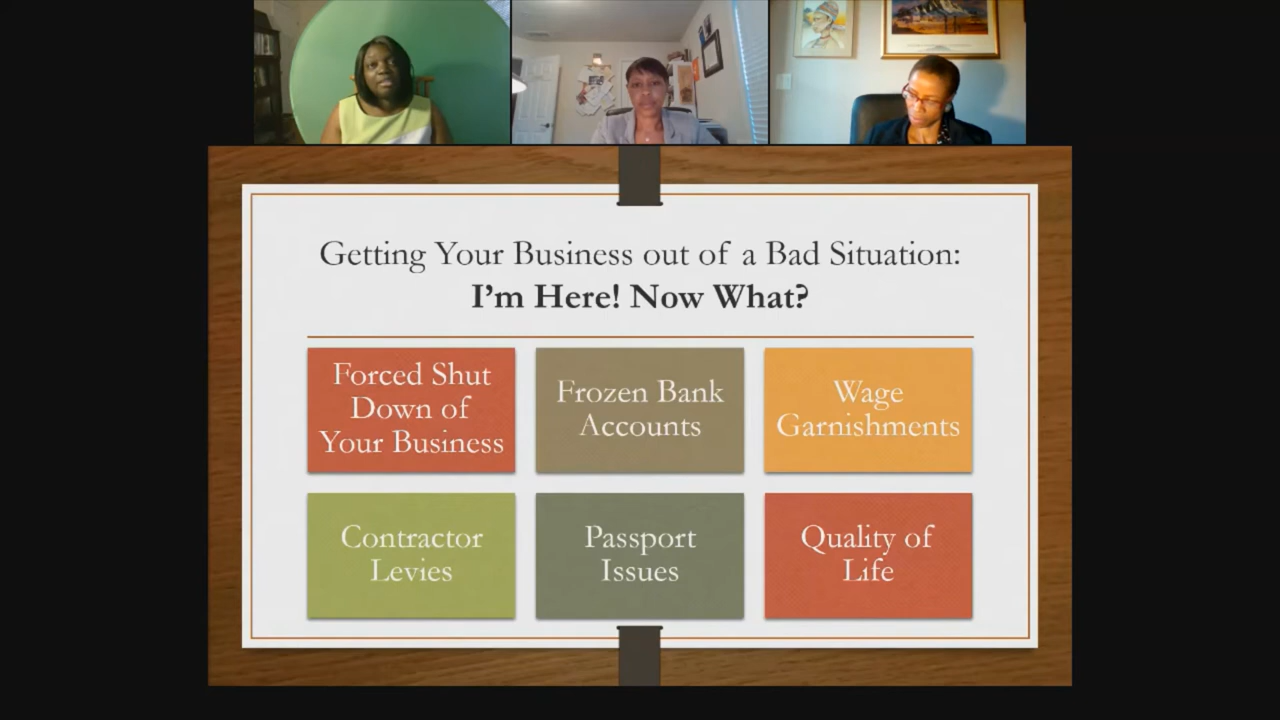 Getting Your Business out of a Bad Situation:
I'm Here! Now What?
Forced Shut
Down of
Your Business
Frozen Bank
Accounts
Wage
Garnishments
Contractor
Levies
Passport
Issues
Quality of
Life